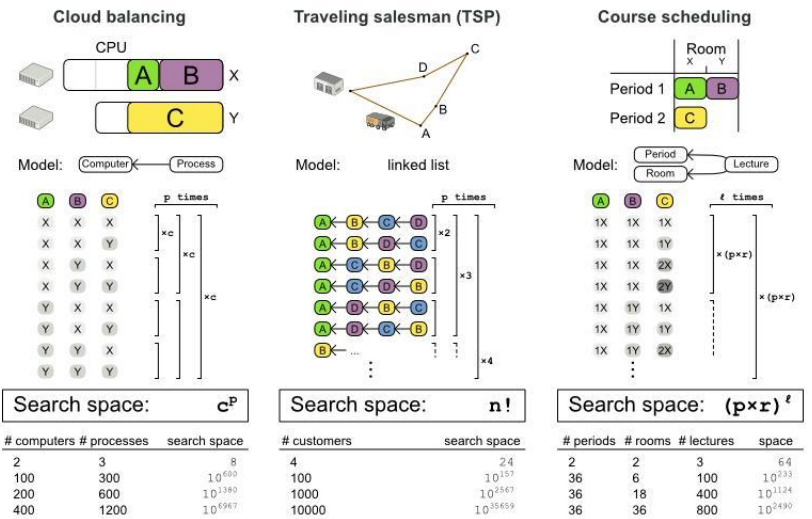 Cloud balancing
CPU
A B X
C Y
Model: Computer Process
A B C p times
X X X
X X Y
X Y X
X Y Y
Y X X
Y X Y
Y Y X
Y Y Y
×c
×c
×c
Search space: c^p
# computers # processes search space
2 3 8
100 300 10^600
200 600 10^1380
400 1200 10^6967
Traveling salesman (TSP)
C
D
B
A
Model: linked list
p times
A B C D
A B D C
A C B D
A C D B
A D B C
A D C B
B ...
×2
×3
×4
Search space: n!
# customers search space
4 24
100 10^157
1000 10^2567
10000 10^35659
Course scheduling
Room
X Y
Period 1 A B
Period 2 C
Model: Period Lecture
Room
A B C ℓ times
1X 1X 1X
1X 1X 1Y
1X 1X 2X
1X 1X 2Y
1X 1Y 1X
1X 1Y 1Y
1X 1Y 2X
×(p×r)
×(p×r)
Search space: (p×r)^ℓ
# periods # rooms # lectures space
2 2 3 64
36 6 100 10^233
36 18 400 10^1124
36 36 800 10^2490